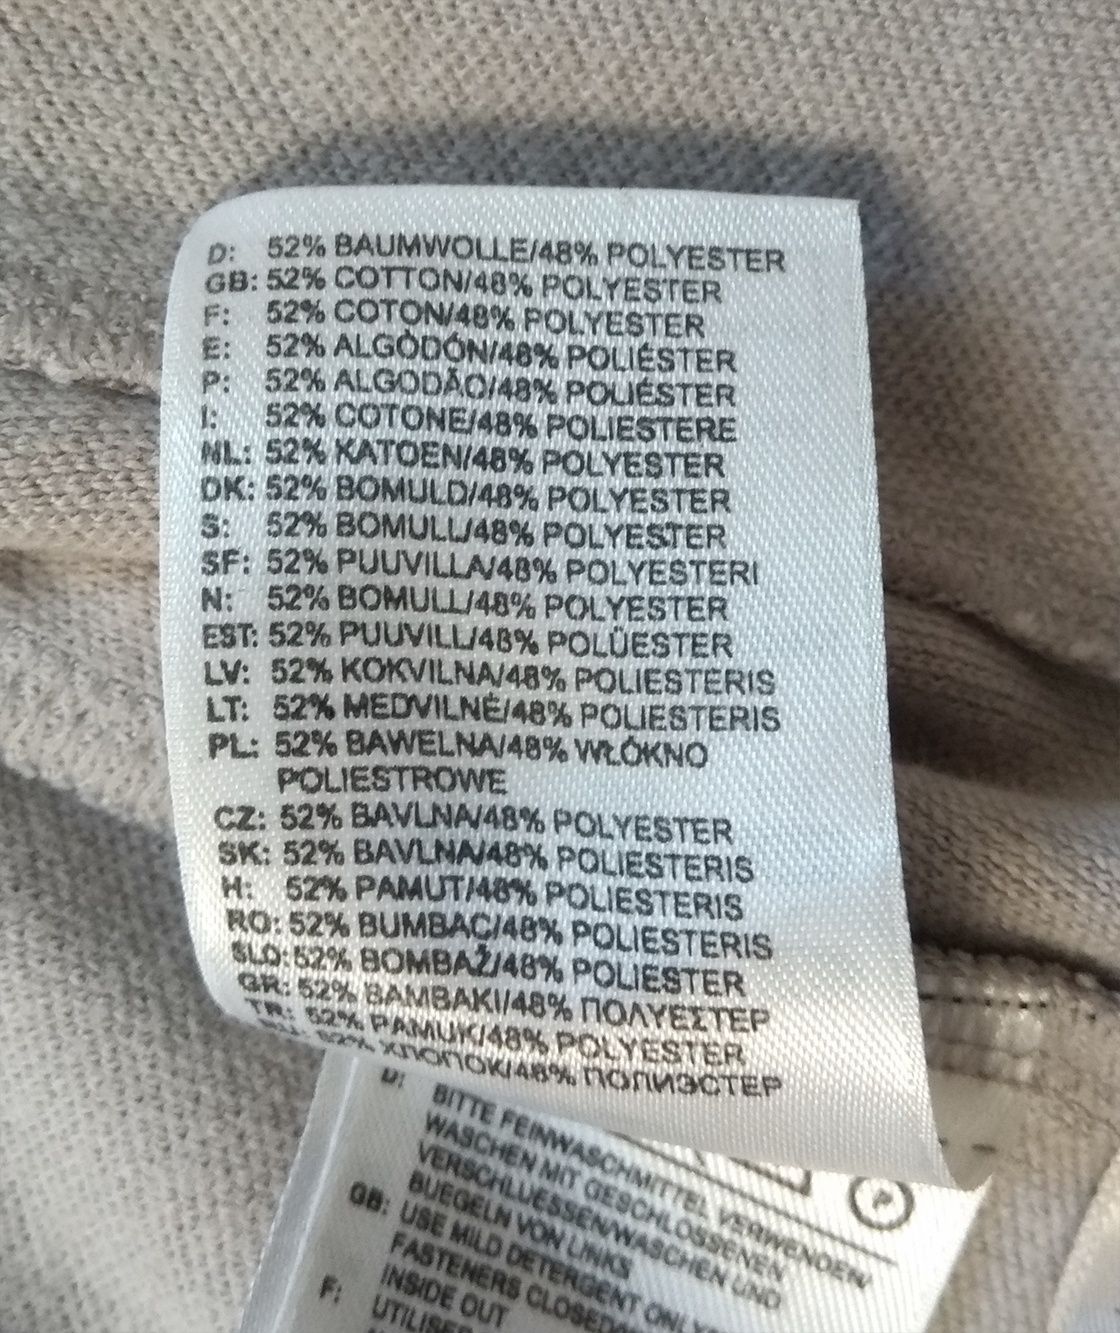 D: 52% BAUMWOLLE/48% POLYESTER
GB: 52% COTTON/48% POLYESTER
F: 52% COTON/48% POLYESTER
E: 52% ALGÒDÓN/48% POLIÉSTER
P: 52% ALGODÃO/48% POLIÉSTER
I: 52% COTONE/48% POLIESTERE
NL: 52% KATOEN/48% POLYESTER
DK: 52% BOMULD/48% POLYESTER
S: 52% BOMULL/48% POLYESTER
SF: 52% PUUVILLA/48% POLYESTERI
N: 52% BOMULL/48% POLYESTER
EST: 52% PUUVILL/48% POLÜESTER
LV: 52% KOKVILNA/48% POLIESTERIS
LT: 52% MEDVILNĖ/48% POLIESTERIS
PL: 52% BAWELNA/48% WŁÓKNO
POLIESTROWE
CZ: 52% BAVLNA/48% POLYESTER
SK: 52% BAVLNA/48% POLIESTERIS
H: 52% PAMUT/48% POLIESTERIS
RO: 52% BUMBAC/48% POLIESTERIS
SLO: 52% BOMBAŽ/48% POLIESTER
GR: 52% BAMBAKI/48% ΠΟΛΥΕΣΤΕΡ
TR: 52% PAMUK/48% POLYESTER
52% ХЛОПОК/48% ПОЛИЭСТЕР
P
D: BITTE FEINWASCHMITTEL VERWENDEN/
WASCHEN MIT GESCHLOSSENEN
VERSCHLUESSEN/WASCHEN UND
BUEGELN VON LINKS
GB: USE MILD DETERGENT ONLY
FASTENERS CLOSED
INSIDE OUT
F: